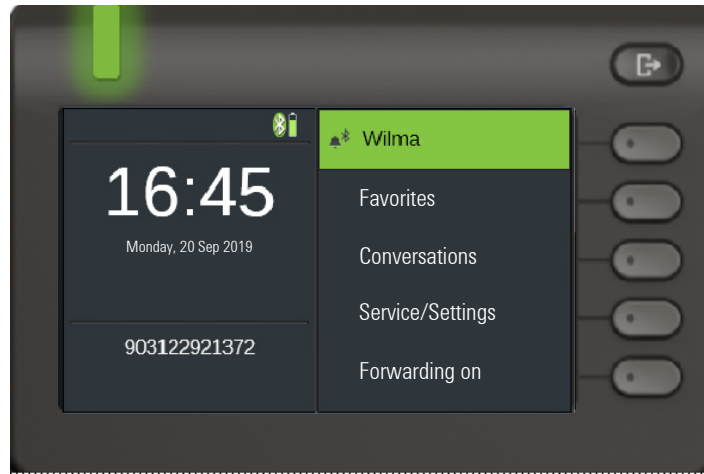 16:45
Monday, 20 Sep 2019
903122921372
Wilma
Favorites
Conversations
Service/Settings
Forwarding on